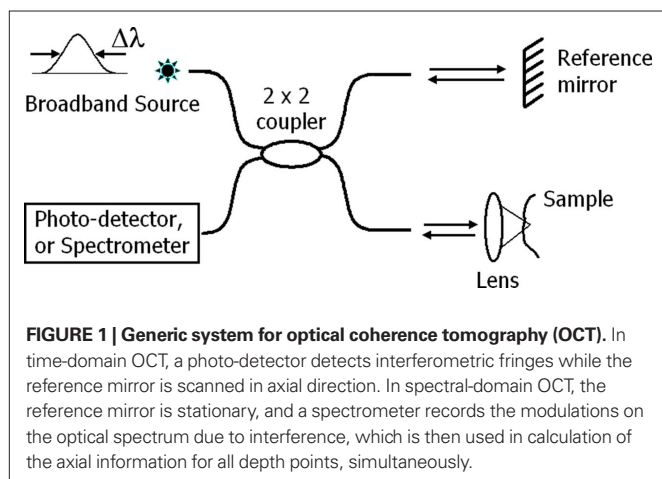 Δλ
Broadband Source
2 x 2
coupler
Reference
mirror
Photo-detector,
or Spectrometer
Sample
Lens
FIGURE 1 | Generic system for optical coherence tomography (OCT). In
time-domain OCT, a photo-detector detects interferometric fringes while the
reference mirror is scanned in axial direction. In spectral-domain OCT, the
reference mirror is stationary, and a spectrometer records the modulations on
the optical spectrum due to interference, which is then used in calculation of
the axial information for all depth points, simultaneously.